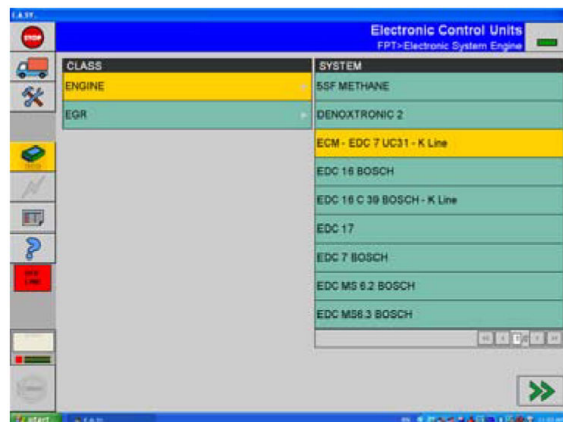 E.A.SY.
Electronic Control Units
FPT>Electronic System Engine
STOP
CLASS
SYSTEM
ENGINE
5SF METHANE
EGR
DENOXTRONIC 2
ECM - EDC 7 UC31 - K Line
EDC 16 BOSCH
EDC 16 C 39 BOSCH - K Line
EDC 17
EDC 7 BOSCH
EDC MS 6.2 BOSCH
EDC MS6.3 BOSCH
start